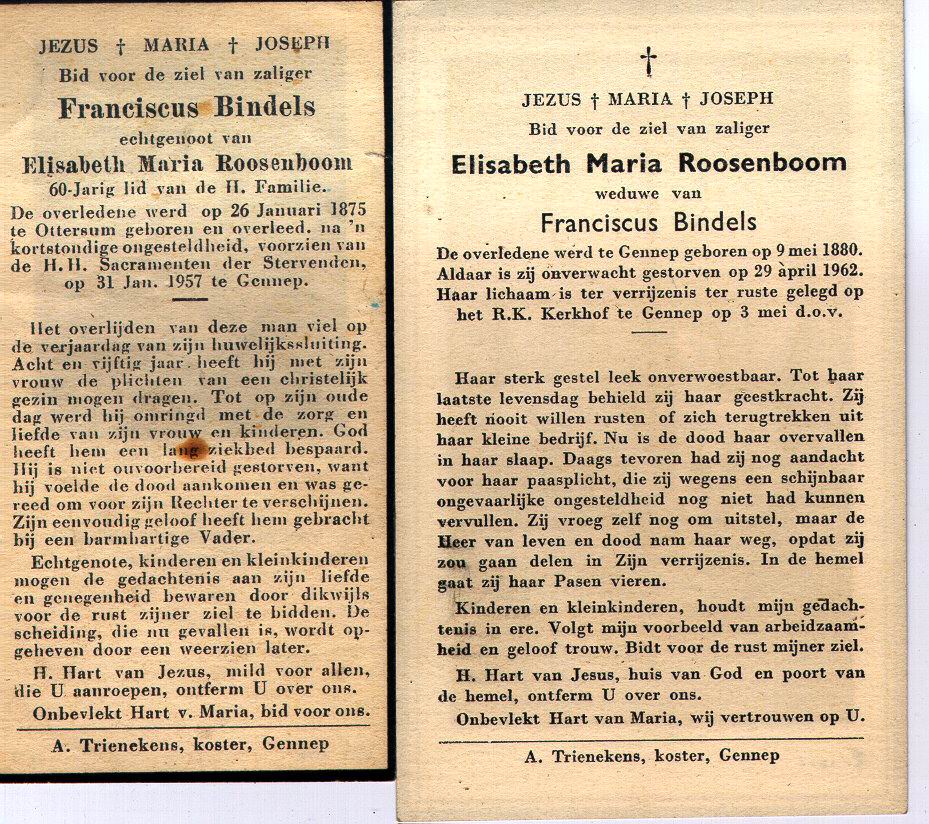 JEZUS † MARIA † JOSEPH
Bid voor de ziel van zaliger
Franciscus Bindels
echtgenoot van
Elisabeth Maria Roosenboom
60-Jarig lid van de H. Familie.
De overledene werd op 26 Januari 1875
te Ottersum geboren en overleed. na 'n
kortstondige ongesteldheid, voorzien van
de H.H. Sacramenten der Stervenden,
op 31 Jan. 1957 te Gennep.
Het overlijden van deze man viel op
de verjaardag van zijn huwelijkssluiting.
Acht en vijftig jaar heeft hij met zijn
vrouw de plichten van een christelijk
gezin mogen dragen. Tot op zijn oude
dag werd hij omringd met de zorg en
liefde van zijn vrouw en kinderen. God
heeft hem een lang ziekbed bespaard.
Hij is niet onvoorbereid gestorven, want
hij voelde de dood aankomen en was ge-
reed om voor zijn Rechter te verschijnen.
Zijn eenvoudig geloof heeft hem gebracht
bij een barmhartige Vader.
Echtgenote, kinderen en kleinkinderen
mogen de gedachtenis aan zijn liefde
en genegenheid bewaren door dikwijls
voor de rust zijner ziel te bidden. De
scheiding, die nu gevallen is, wordt op-
geheven door een weerzien later.
H. Hart van Jezus, mild voor allen,
die U aanroepen, ontferm U over ons.
Onbevlekt Hart v. Maria, bid voor ons.
A. Trienekens, koster, Gennep
†
JEZUS † MARIA † JOSEPH
Bid voor de ziel van zaliger
Elisabeth Maria Roosenboom
weduwe van
Franciscus Bindels
De overledene werd te Gennep geboren op 9 mei 1880.
Aldaar is zij onverwacht gestorven op 29 april 1962.
Haar lichaam is ter verrijzenis ter ruste gelegd op
het R.K. Kerkhof te Gennep op 3 mei d.o.v.
Haar sterk gestel leek onverwoestbaar. Tot haar
laatste levensdag behield zij haar geestkracht. Zij
heeft nooit willen rusten of zich terugtrekken uit
haar kleine bedrijf. Nu is de dood haar overvallen
in haar slaap. Daags tevoren had zij nog aandacht
voor haar paasplicht, die zij wegens een schijnbaar
ongevaarlijke ongesteldheid nog niet had kunnen
vervullen. Zij vroeg zelf nog om uitstel, maar de
Heer van leven en dood nam haar weg, opdat zij
zou gaan delen in Zijn verrijzenis. In de hemel
gaat zij haar Pasen vieren.
Kinderen en kleinkinderen, houdt mijn gedach-
tenis in ere. Volgt mijn voorbeeld van arbeidzaam-
heid en geloof trouw. Bidt voor de rust mijner ziel.
H. Hart van Jesus, huis van God en poort van
de hemel, ontferm U over ons.
Onbevlekt Hart van Maria, wij vertrouwen op U.
A. Trienekens, koster, Gennep